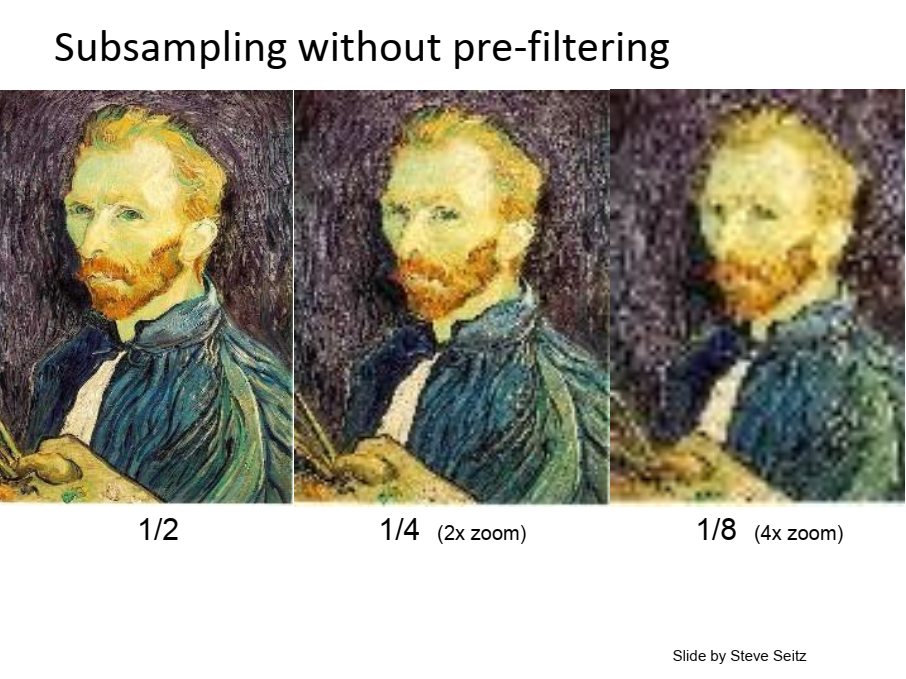 Subsampling without pre-filtering
1/2
1/4 (2x zoom)
1/8 (4x zoom)
Slide by Steve Seitz